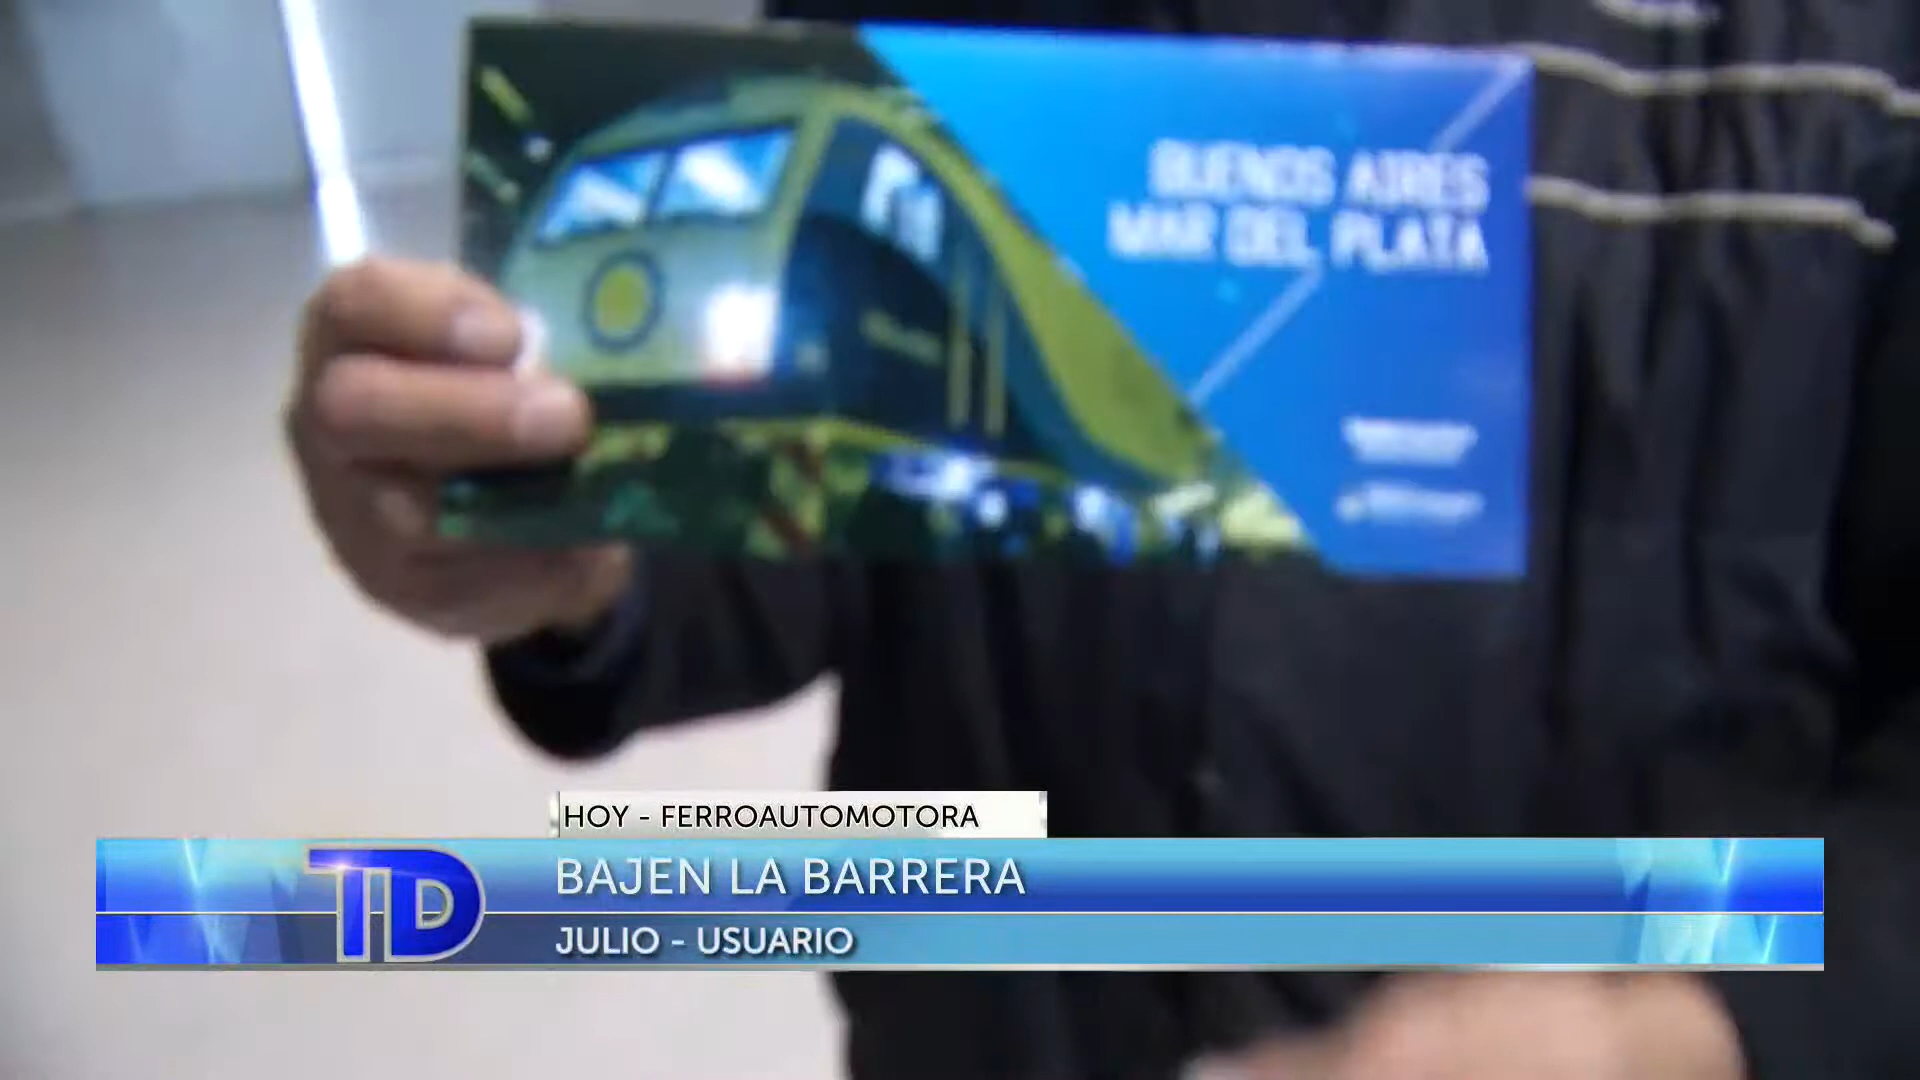 BUENOS AIRES
MAR DEL PLATA
HOY - FERROAUTOMOTORA
TD
BAJEN LA BARRERA
JULIO - USUARIO